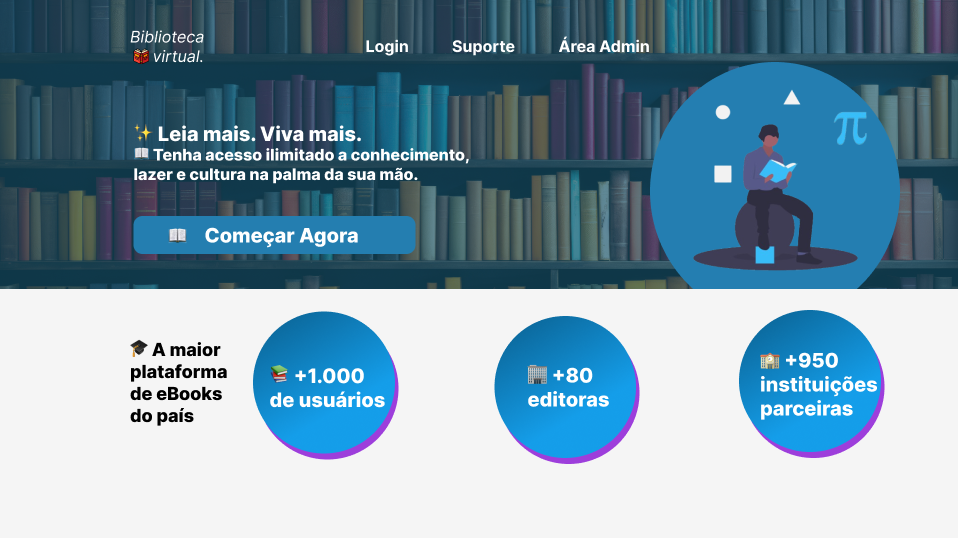 Biblioteca
📖 virtual.
Login Suporte Área Admin
✨ Leia mais. Viva mais.
📖 Tenha acesso ilimitado a conhecimento,
lazer e cultura na palma da sua mão.
π
📖 Começar Agora
🎓 A maior
plataforma
de eBooks
do país
📚 +1.000
de usuários
🏢 +80
editoras
🏫 +950
instituições
parceiras